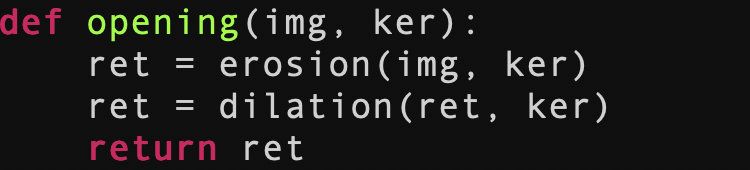 def opening(img, ker):
    ret = erosion(img, ker)
    ret = dilation(ret, ker)
    return ret